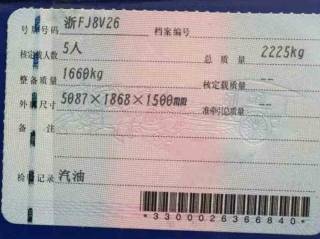 号牌号码 浙FJ8V26 档案编号
核定载人数 5人 总质量 2225kg
整备质量 1660kg 核定载质量
外廓尺寸 5087×1868×1500mm 准牵引总质量
备注
检验记录 汽油
*3300026366840*